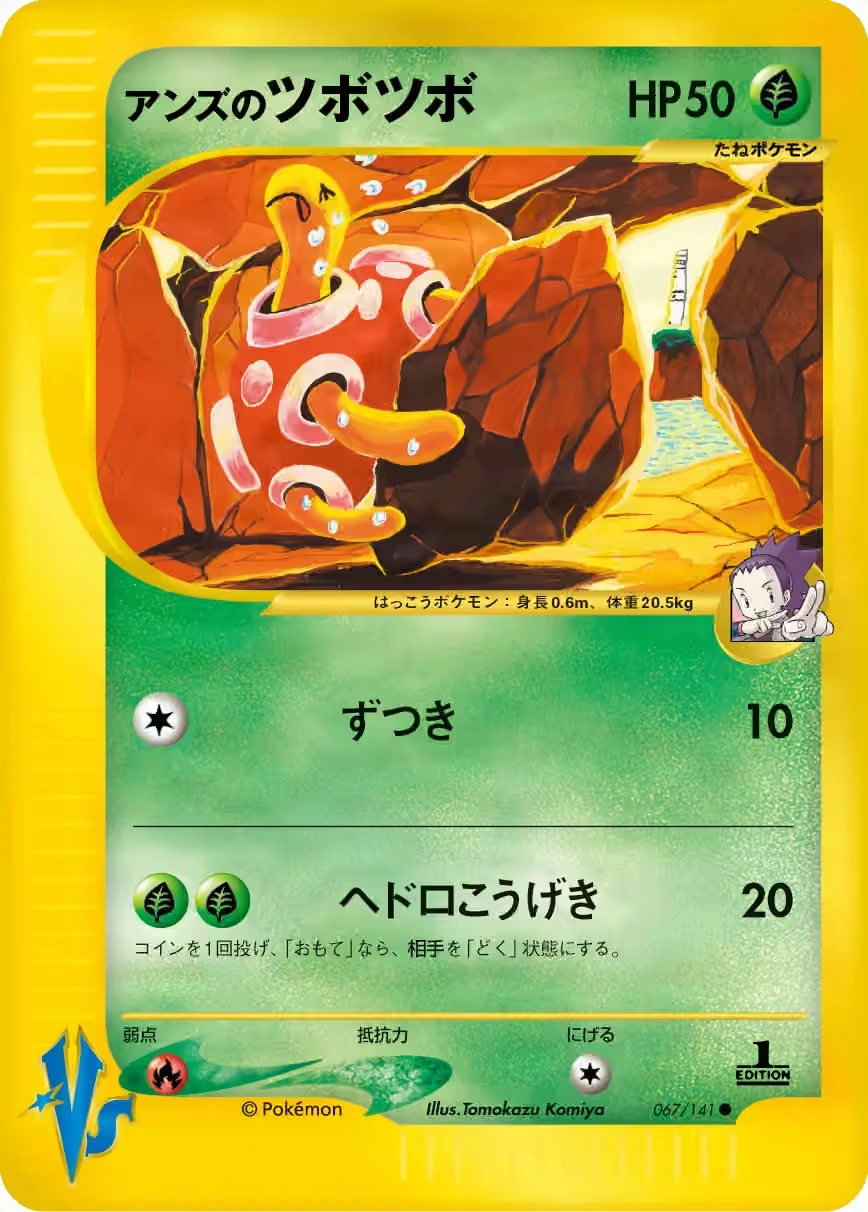 アンズのツボツボ HP50
たねポケモン
はっこうポケモン：身長0.6m、体重20.5kg
ずつき 10
ヘドロこうげき 20
コインを1回投げ、「おもて」なら、相手を「どく」状態にする。
弱点 抵抗力 にげる
1
EDITION
VS
© Pokémon Illus.Tomokazu Komiya 067/141